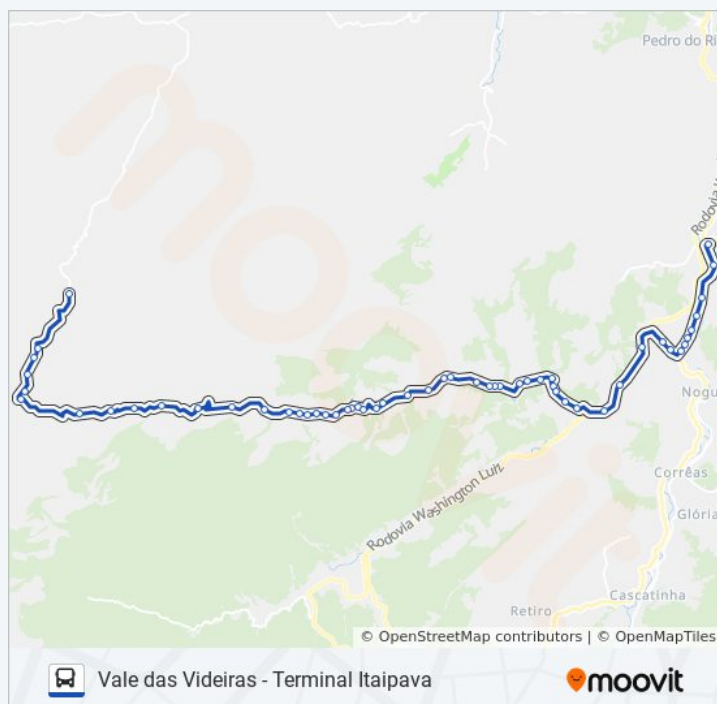 Pedro do Ri
Rodovia W
Nogu
Rodovia Washington Luiz
Corrêas
Glória
Cascatinha
Retiro
© OpenStreetMap contributors | © OpenMapTiles
Vale das Videiras - Terminal Itaipava
moovit